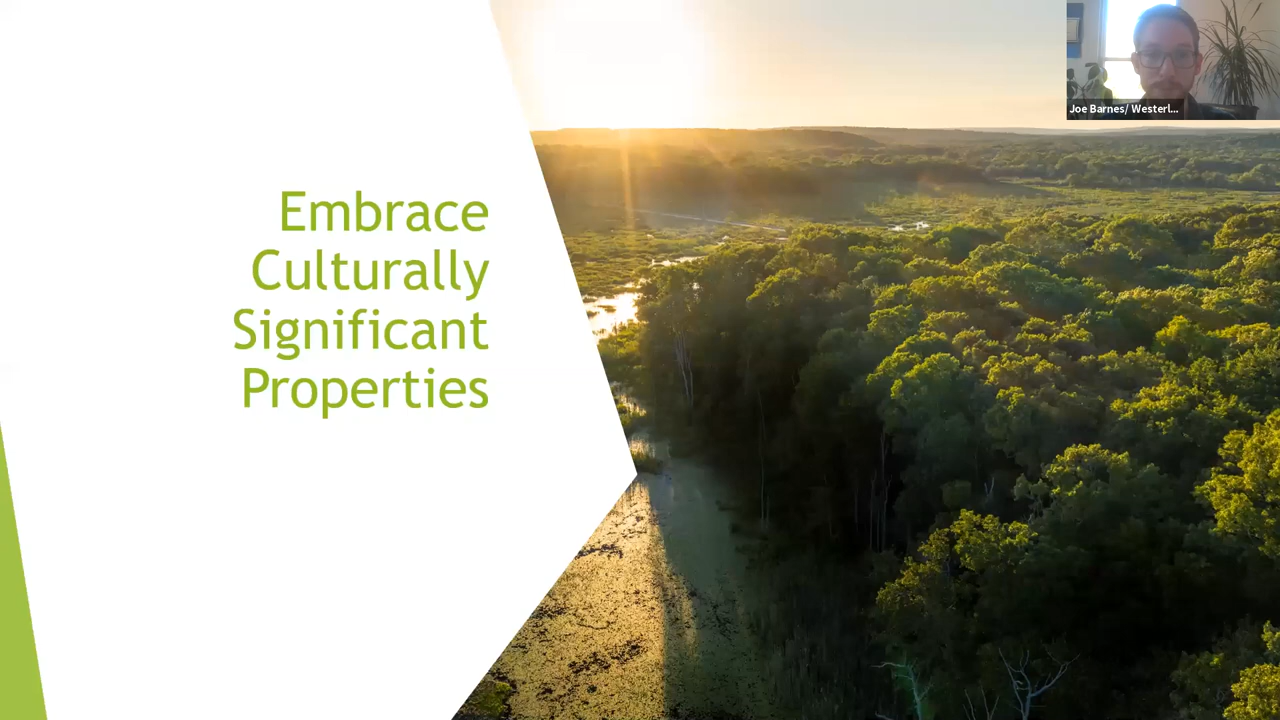 Embrace
Culturally
Significant
Properties
Joe Barnes/ Westerl...